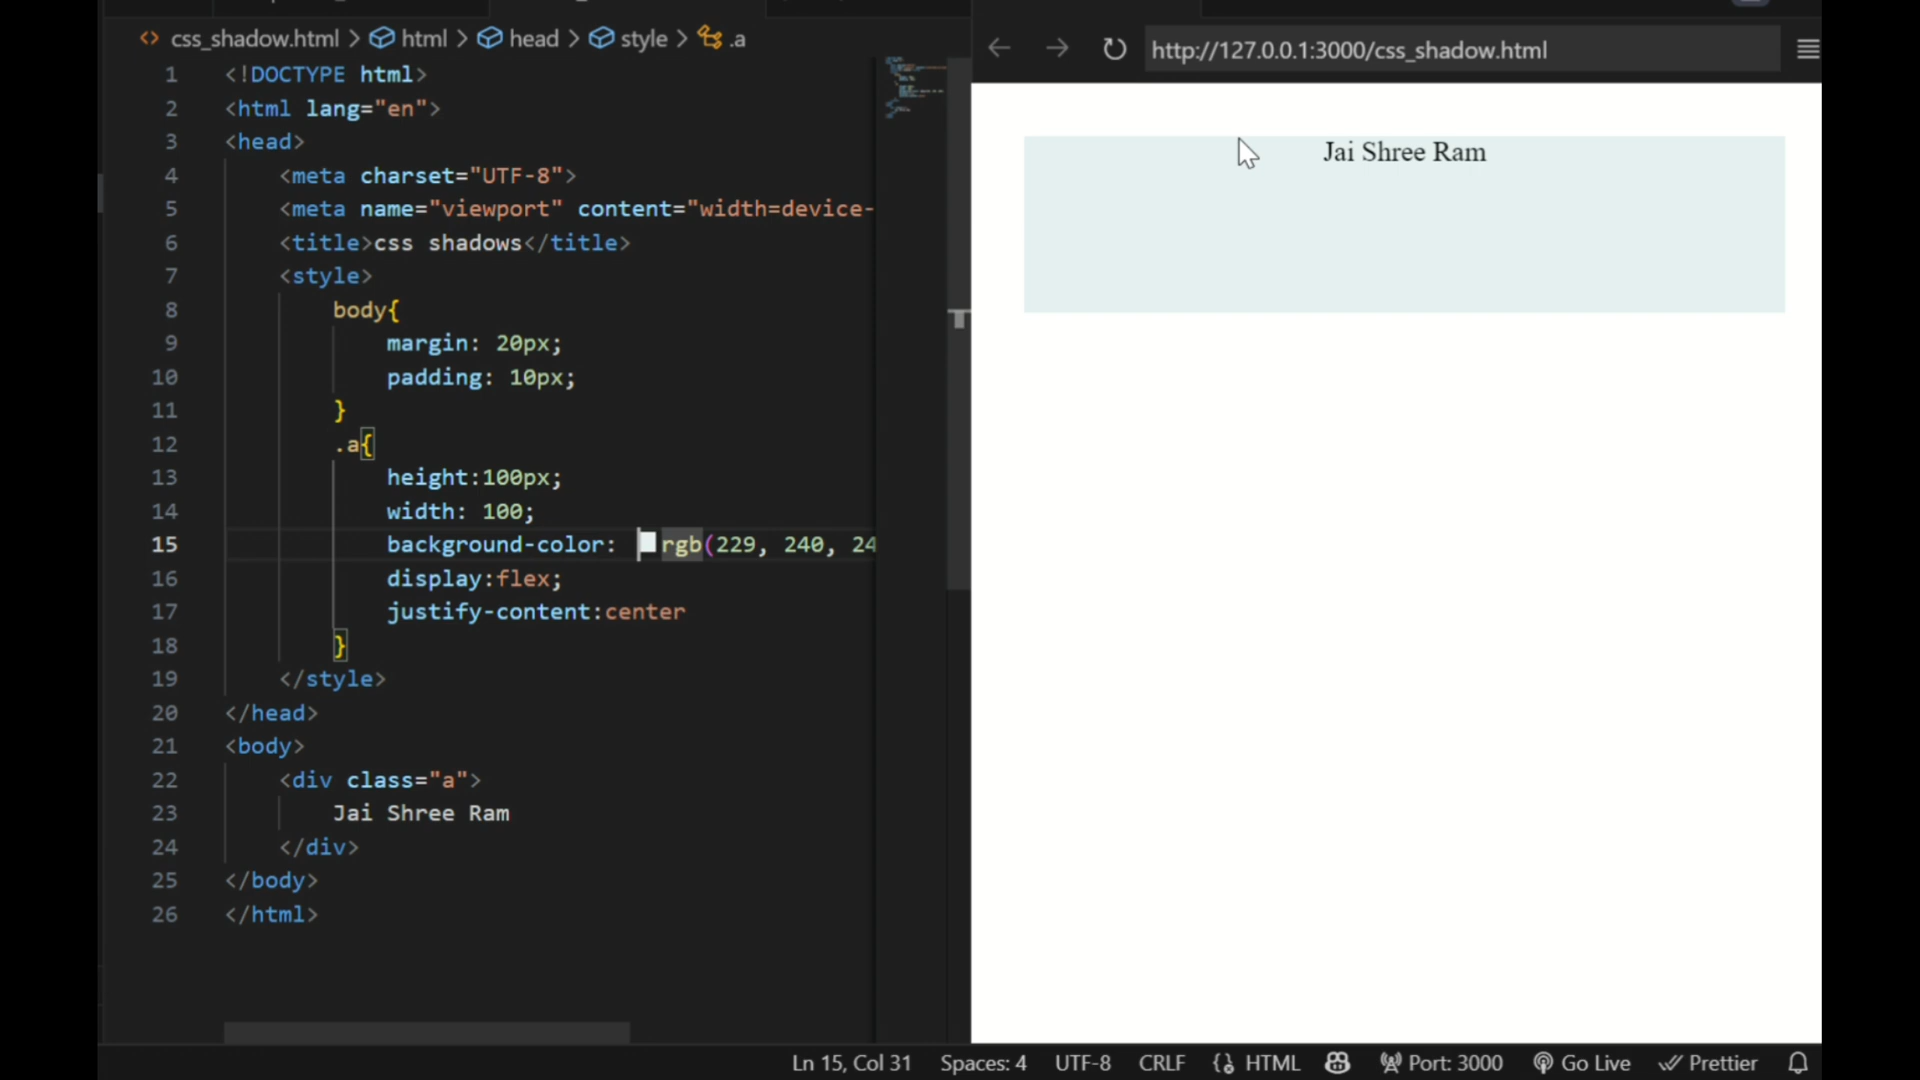 css_shadow.html > html > head > style > .a
1 <!DOCTYPE html>
2 <html lang="en">
3 <head>
4 <meta charset="UTF-8">
5 <meta name="viewport" content="width=device-
6 <title>css shadows</title>
7 <style>
8 body{
9 margin: 20px;
10 padding: 10px;
11 }
12 .a{
13 height:100px;
14 width: 100;
15 background-color: rgb(229, 240, 24
16 display:flex;
17 justify-content:center
18 }
19 </style>
20 </head>
21 <body>
22 <div class="a">
23 Jai Shree Ram
24 </div>
25 </body>
26 </html>
http://127.0.0.1:3000/css_shadow.html
Jai Shree Ram
Ln 15, Col 31 Spaces: 4 UTF-8 CRLF HTML Port: 3000 Go Live Prettier